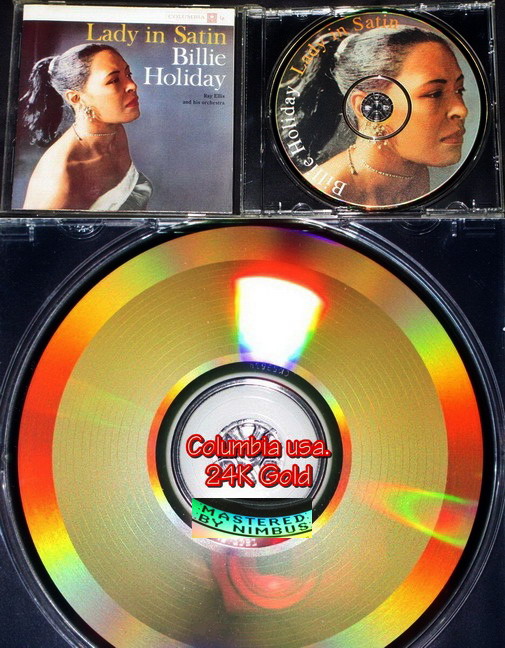 COLUMBIA
Lady in Satin
Billie
Holiday
Ray Ellis
and his orchestra
Billie Holiday Lady in Satin
Columbia usa.
24K Gold
MASTERED
BY NIMBUS